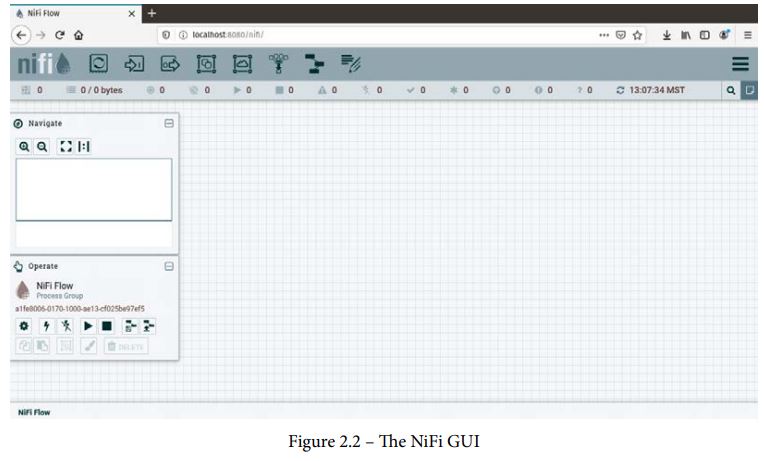 NiFi Flow
localhost:8080/nifi/
nifi
0 0 / 0 bytes 0 0 0 0 0 0 0 0 0 0 ? 0 13:07:34 MST
Navigate
Operate
NiFi Flow
Process Group
a1fe8006-0170-1000-ae13-cf025be97ef5
DELETE
NiFi Flow
Figure 2.2 – The NiFi GUI